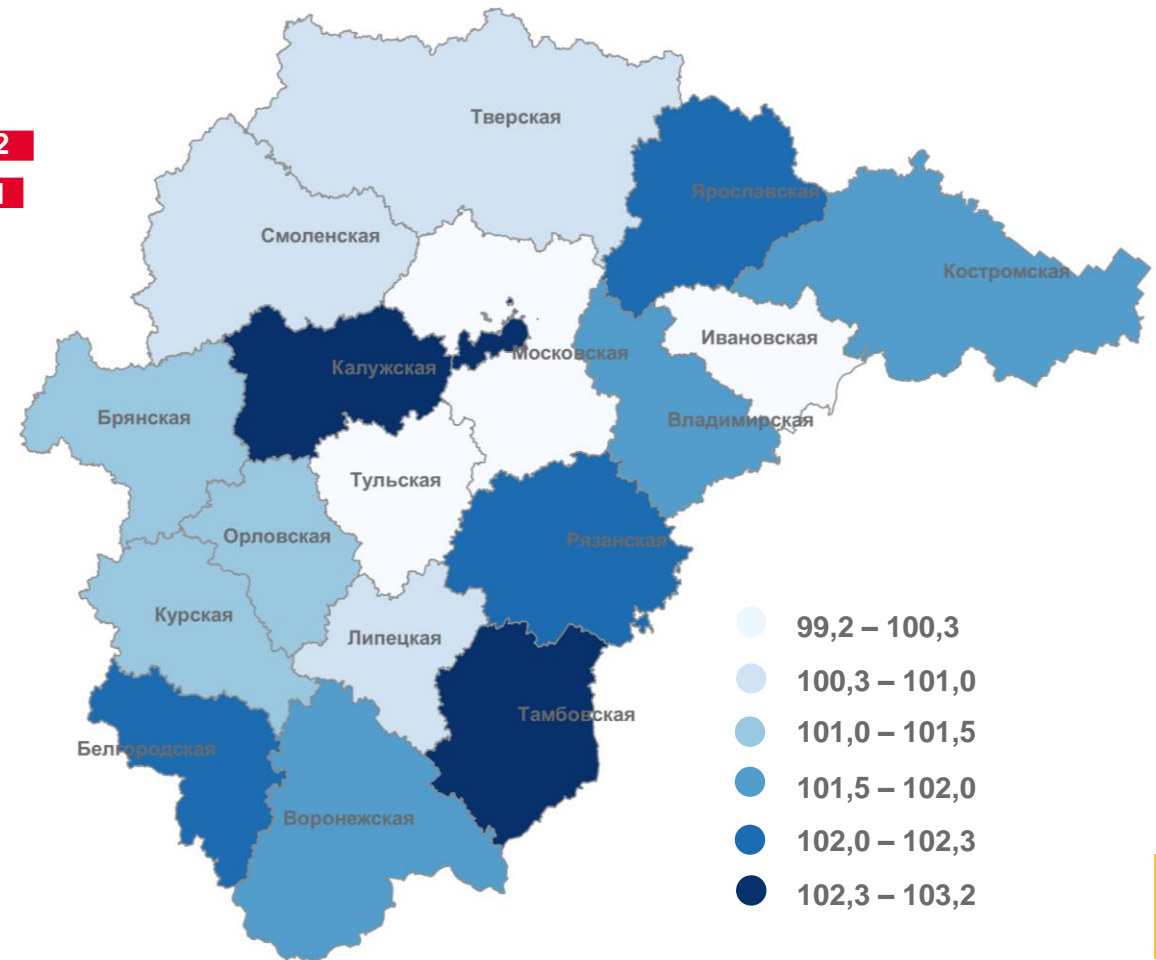 Тверская
2
Ярославская
Смоленская
Костромская
Ивановская
Московская
Калужская
Брянская
Владимирская
Тульская
Орловская
Рязанская
Курская
Липецкая
Тамбовская
Белгородская
Воронежская
99,2 – 100,3
100,3 – 101,0
101,0 – 101,5
101,5 – 102,0
102,0 – 102,3
102,3 – 103,2